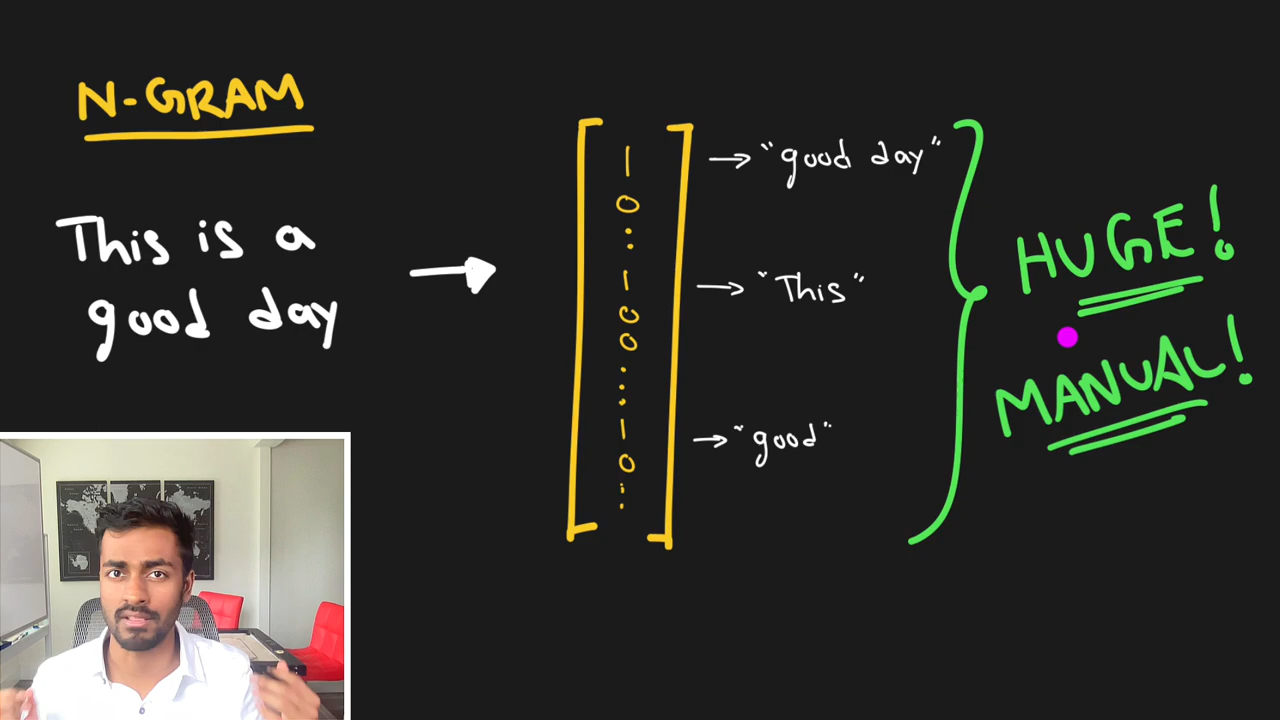 N-GRAM
This is a
good day
1
0
...
1
0
0
...
1
0
...
"good day"
"This"
"good"
HUGE!
MANUAL!